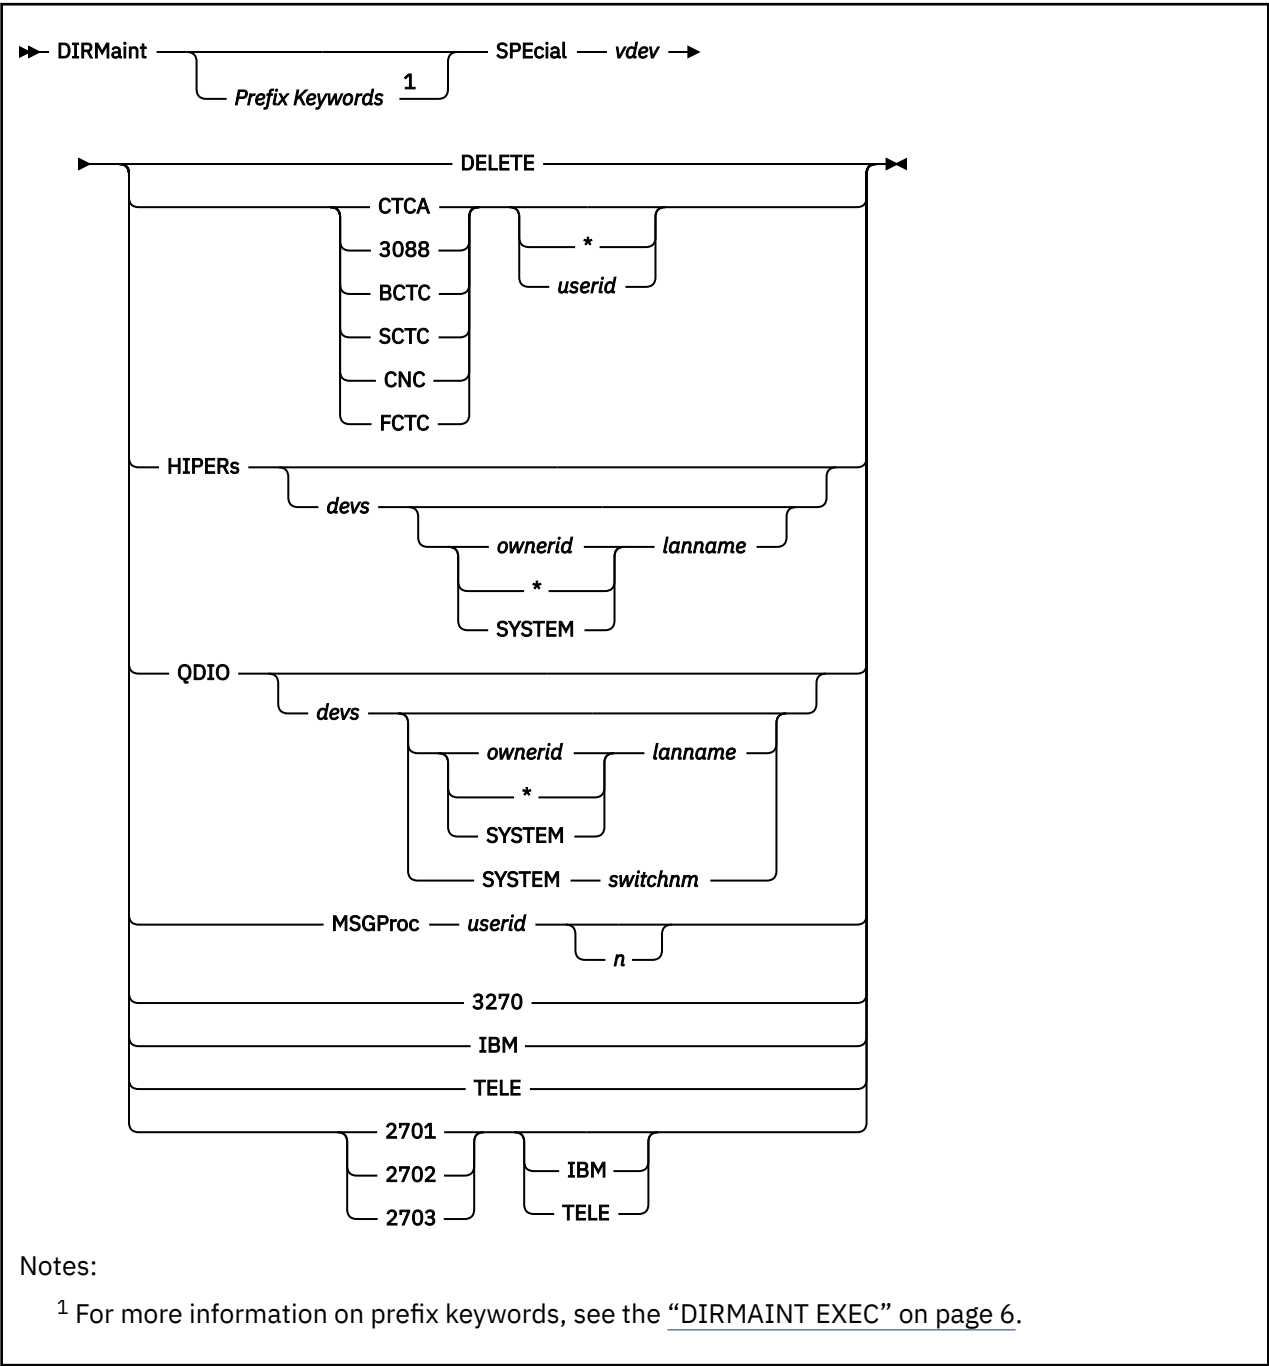 DIRMaint SPEcial vdev
Prefix Keywords 1
DELETE
CTCA
3088 *
BCTC userid
SCTC
CNC
FCTC
HIPERs
devs
ownerid lanname
*
SYSTEM
QDIO
devs
ownerid lanname
*
SYSTEM
SYSTEM switchnm
MSGProc userid
n
3270
IBM
TELE
2701
2702 IBM
2703 TELE
Notes:
1 For more information on prefix keywords, see the “DIRMAINT EXEC” on page 6.